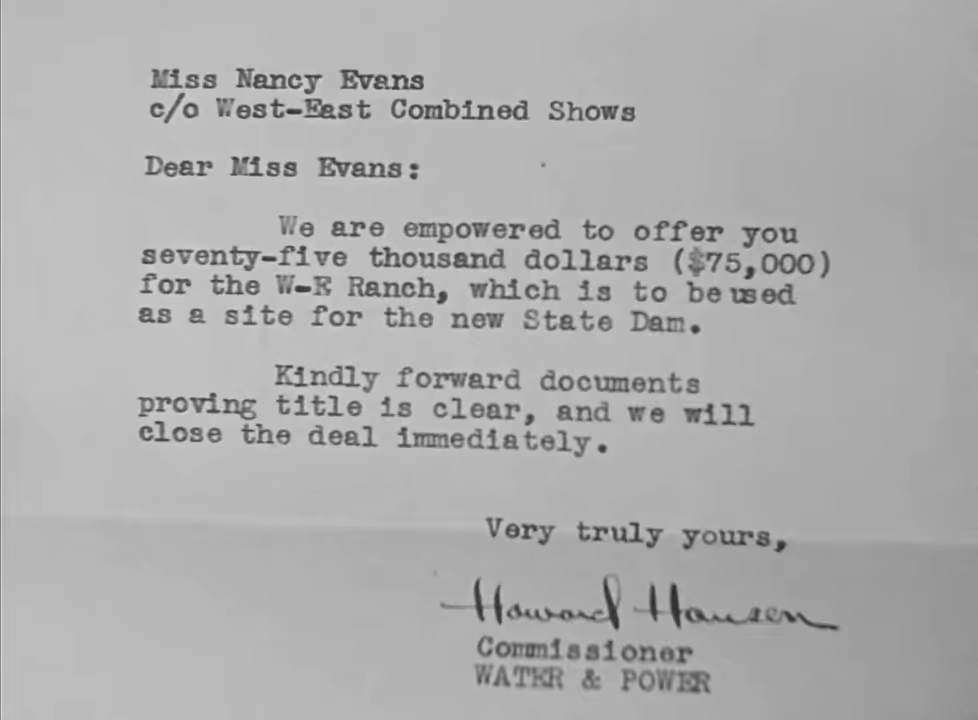 Miss Nancy Evans
c/o West-East Combined Shows
Dear Miss Evans:
We are empowered to offer you
seventy-five thousand dollars ($75,000)
for the W-E Ranch, which is to be used
as a site for the new State Dam.
Kindly forward documents
proving title is clear, and we will
close the deal immediately.
Very truly yours,
Howard Hansen
Commissioner
WATER & POWER